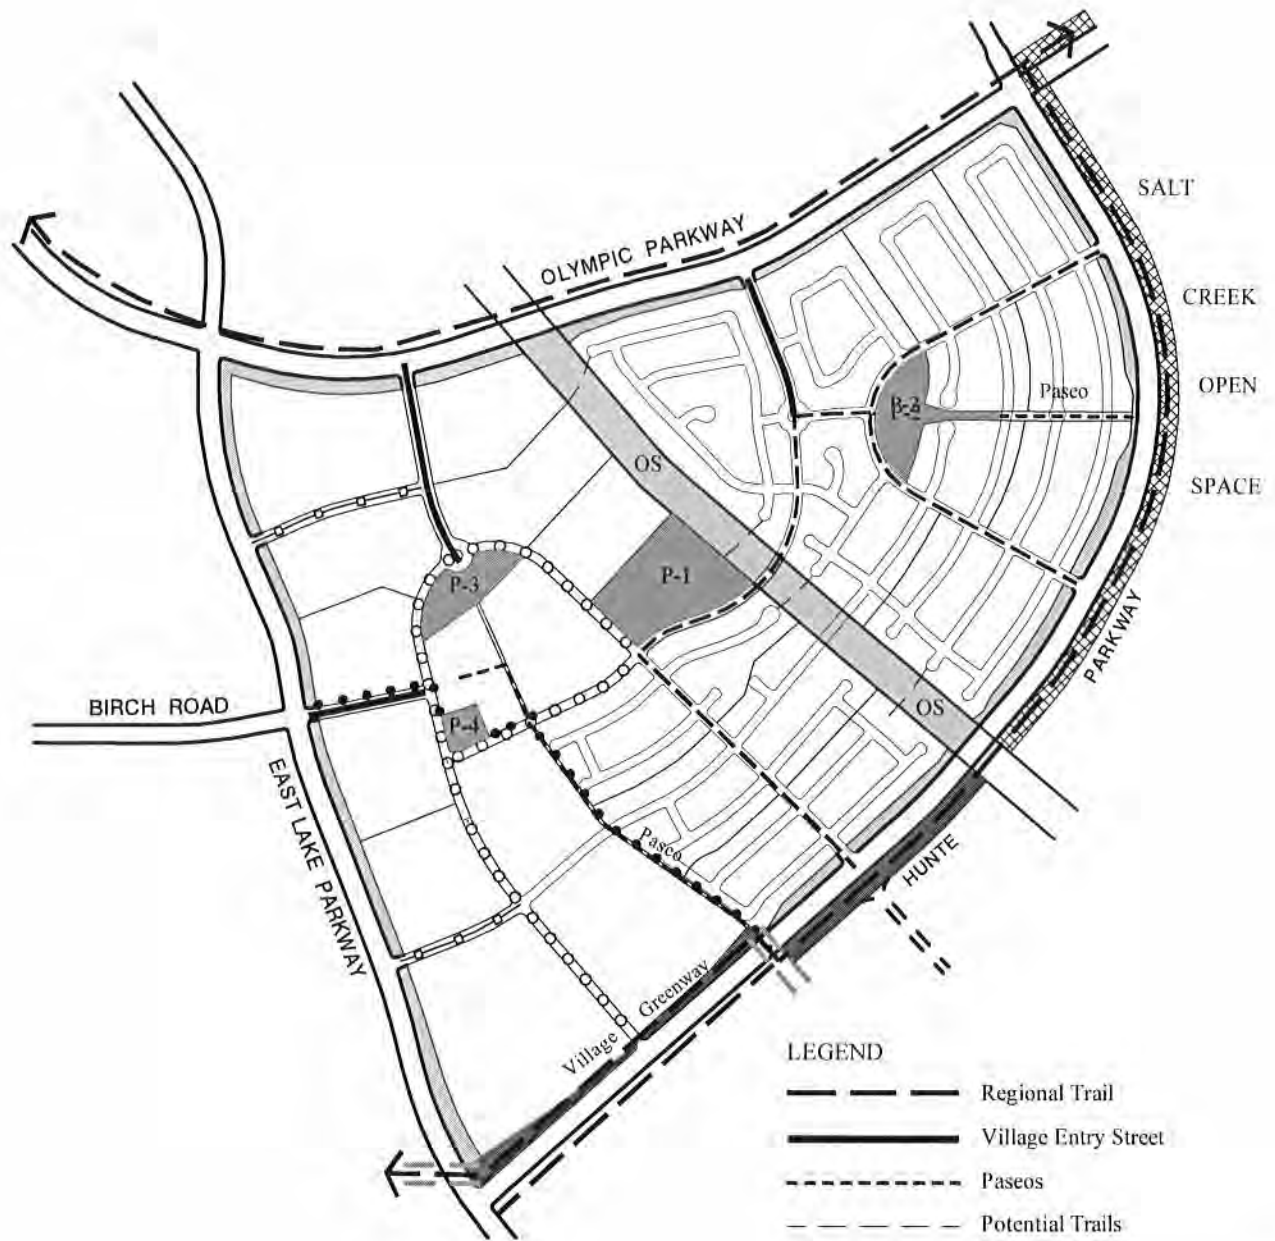 SALT
OLYMPIC PARKWAY
CREEK
OPEN
Paseo
P-2
OS
SPACE
P-1
P-3
PARKWAY
BIRCH ROAD
OS
P-4
EAST LAKE PARKWAY
Paseo
HUNTE
Greenway
Village
LEGEND
Regional Trail
Village Entry Street
Paseos
Potential Trails